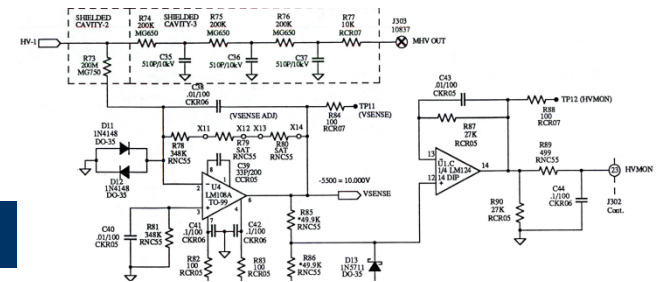 SHIELDED
CAVITY-2
R74
200K
MG650
SHIELDED
CAVITY-3
R75
200K
MG650
R76
200K
MG650
R77
10K
RCR07
J303
10837
HV-1
MHV OUT
R73
200M
MG750
C35
510P/10kV
C36
510P/10kV
C37
510P/10kV
C38
.01/100
CKR06
(VSENSE ADJ)
R84
100
RCR07
TP11
(VSENSE)
C43
.01/100
CKR05
TP12 (HVMON)
R88
100
RCR07
R87
27K
RCR05
D11
1N4148
DO-35
R78
348K
RNC55
X11
X12
X13
X14
R79
SAT
RNC55
R80
SAT
RNC55
C39
33P/200
CCR05
8
1
D12
1N4148
DO-35
2
3
U4
LM108A
TO-99
6
7
4
-5500 = 10.000V
VSENSE
13
12
U1.C
1/4 LM124
14 DIP
14
R89
499
RNC55
23
HVMON
J302
Cont.
C44
.1/100
CKR06
R90
27K
RCR05
C40
.01/100
CKR05
R81
348K
RNC55
C41
.1/100
CKR06
C42
.1/100
CKR06
R85
*49.9K
RNC55
R82
100
RCR05
R83
100
RCR05
R86
*49.9K
RNC55
D13
1N5711
DO-35